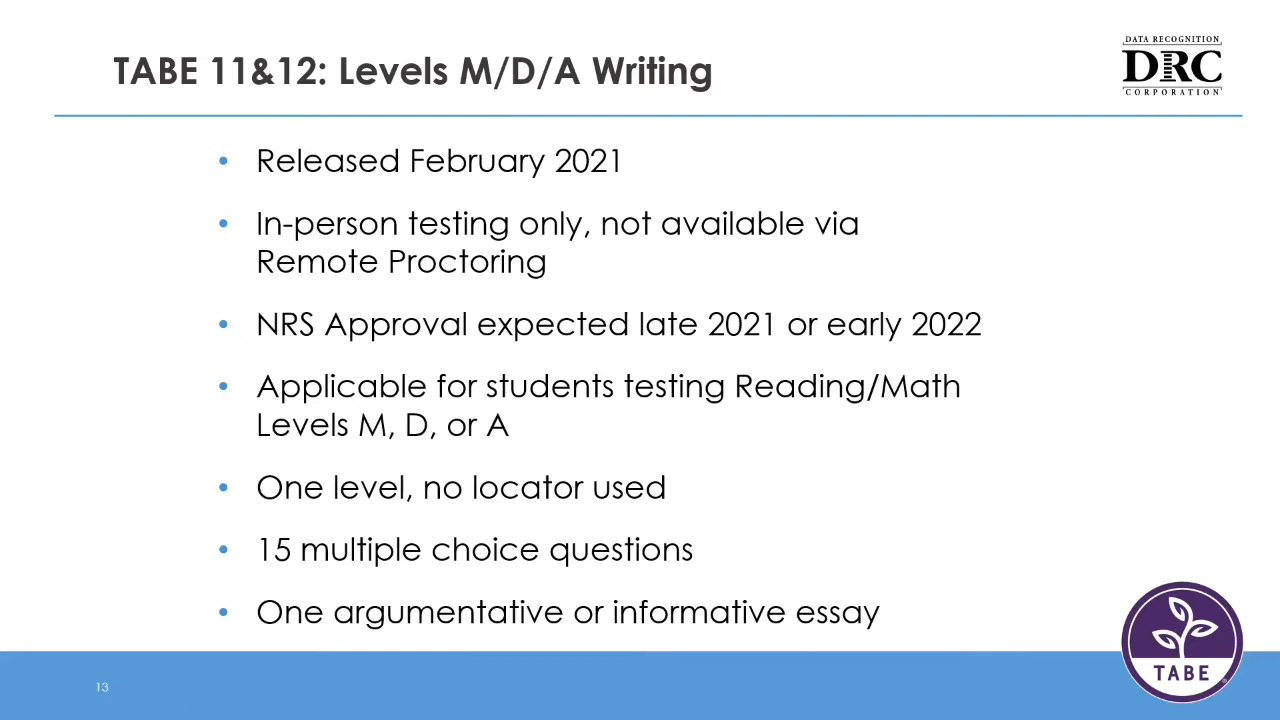 TABE 11&12: Levels M/D/A Writing
DATA RECOGNITION
DRC
CORPORATION
• Released February 2021
• In-person testing only, not available via
Remote Proctoring
• NRS Approval expected late 2021 or early 2022
• Applicable for students testing Reading/Math
Levels M, D, or A
• One level, no locator used
• 15 multiple choice questions
• One argumentative or informative essay
TABE®
13